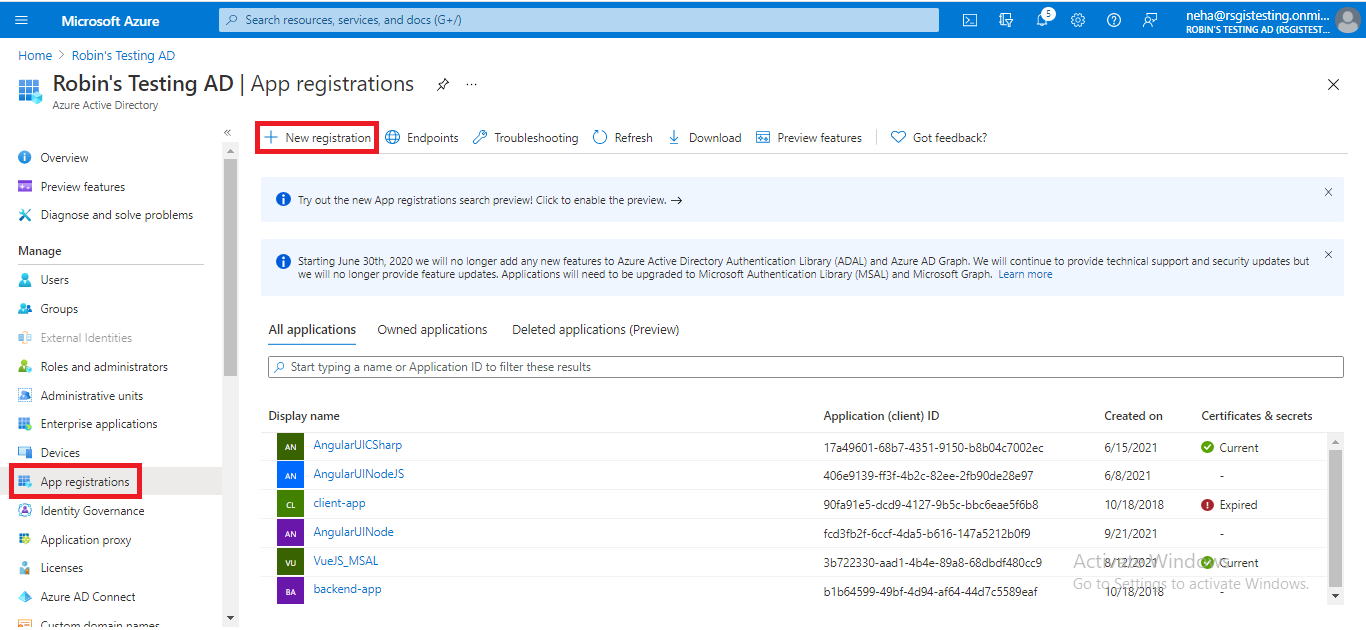 Microsoft Azure
Search resources, services, and docs (G+/)
5
neha@rsgistesting.onmi...
ROBIN'S TESTING AD (RSGISTEST...
Home > Robin's Testing AD
Robin's Testing AD | App registrations
...
Azure Active Directory
«
New registration
Endpoints
Troubleshooting
Refresh
Download
Preview features
Got feedback?
Overview
Preview features
Diagnose and solve problems
Manage
Users
Groups
External Identities
Roles and administrators
Administrative units
Enterprise applications
Devices
App registrations
Identity Governance
Application proxy
Licenses
Azure AD Connect
Custom domain names
Try out the new App registrations search preview! Click to enable the preview. →
Starting June 30th, 2020 we will no longer add any new features to Azure Active Directory Authentication Library (ADAL) and Azure AD Graph. We will continue to provide technical support and security updates but
we will no longer provide feature updates. Applications will need to be upgraded to Microsoft Authentication Library (MSAL) and Microsoft Graph. Learn more
All applications
Owned applications
Deleted applications (Preview)
Start typing a name or Application ID to filter these results
Display name Application (client) ID Created on Certificates & secrets
AN AngularUICSharp 17a49601-68b7-4351-9150-b8b04c7002ec 6/15/2021 Current
AN AngularUINodeJS 406e9139-ff3f-4b2c-82ee-2fb90de28e97 6/8/2021 -
CL client-app 90fa91e5-dcd9-4127-9b5c-bbc6eae5f6b8 10/18/2018 Expired
AN AngularUINode fcd3fb2f-6ccf-4da5-b616-147a5212b0f9 9/21/2021 -
VU VueJS_MSAL 3b722330-aad1-4b4e-89a8-68dbdf480cc9 8/12/2021 Current
BA backend-app b1b64599-49bf-4d94-af64-44d7c5589eaf 10/18/2018 -
Activate Windows
Go to Settings to activate Windows.